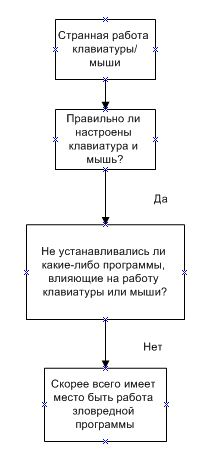 Странная работа
клавиатуры/
мыши
Правильно ли
настроены
клавиатура и
мышь?
Да
Не устанавливались ли
какие-либо программы,
влияющие на работу
клавиатуры или мыши?
Нет
Скорее всего имеет
место быть работа
зловредной
программы